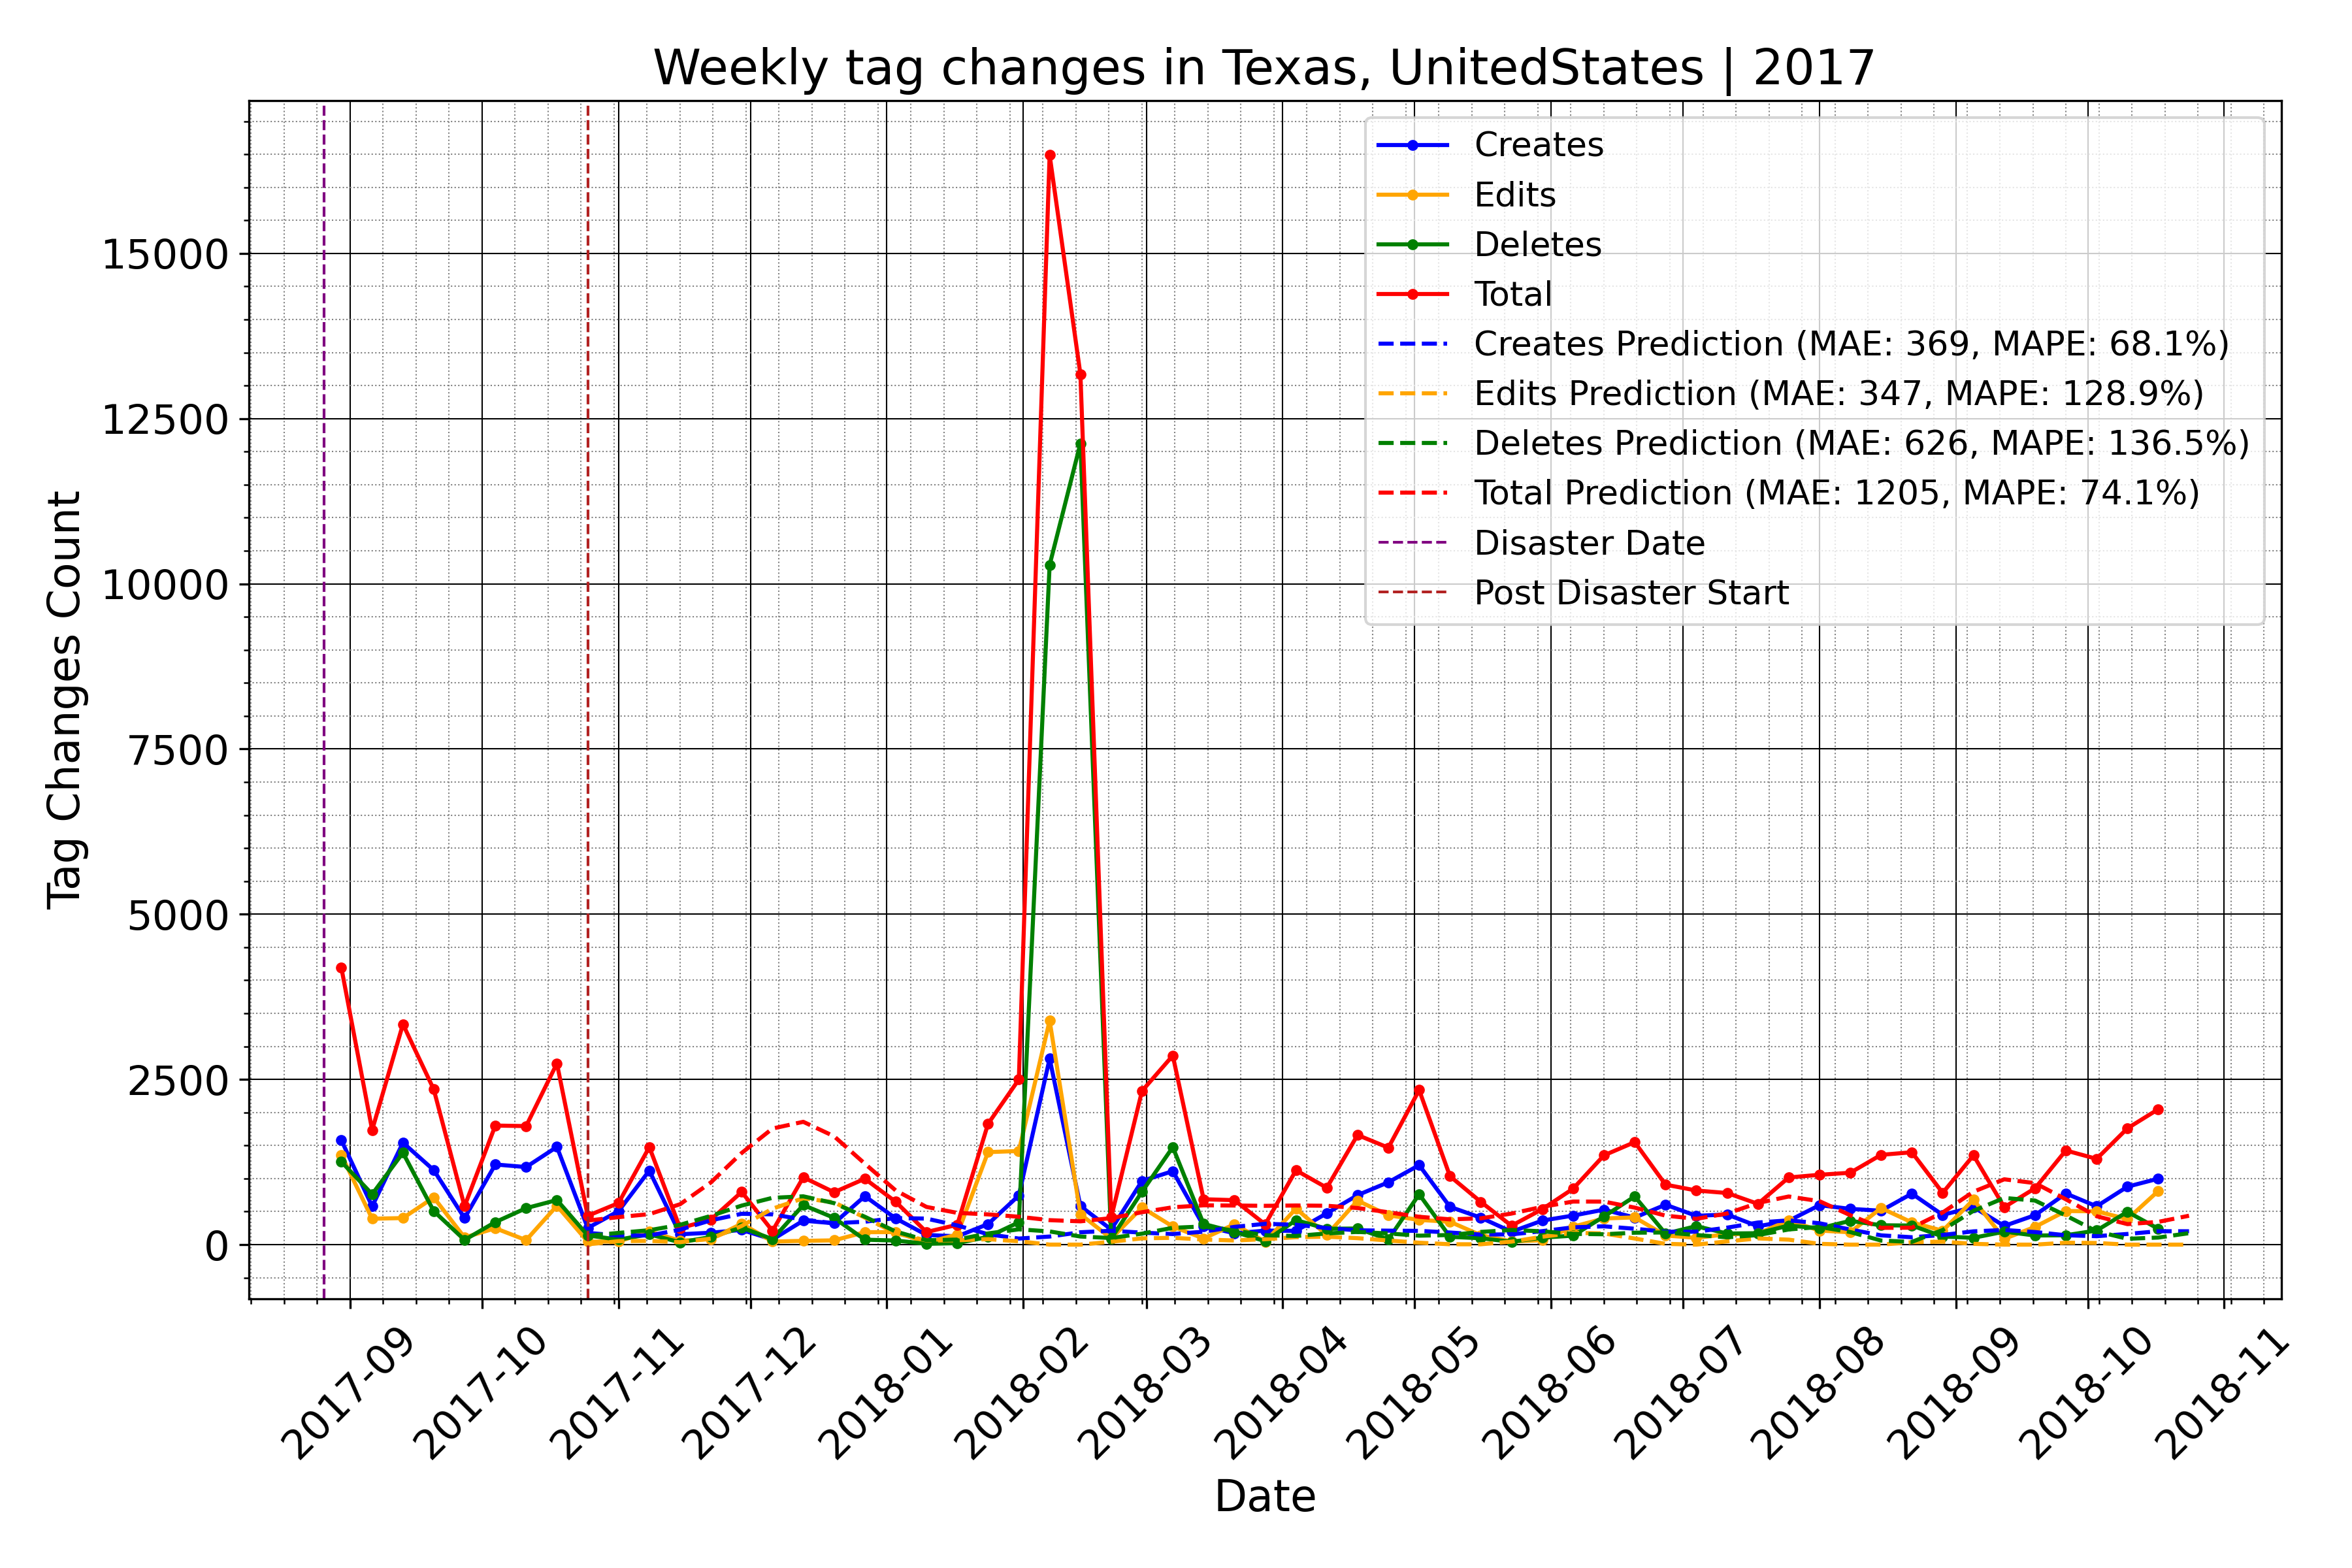 Weekly tag changes in Texas, UnitedStates | 2017
Creates
Edits
Deletes
Total
Creates Prediction (MAE: 369, MAPE: 68.1%)
Edits Prediction (MAE: 347, MAPE: 128.9%)
Deletes Prediction (MAE: 626, MAPE: 136.5%)
Total Prediction (MAE: 1205, MAPE: 74.1%)
Disaster Date
Post Disaster Start
Tag Changes Count
15000
12500
10000
7500
5000
2500
0
2017-09
2017-10
2017-11
2017-12
2018-01
2018-02
2018-03
2018-04
2018-05
2018-06
2018-07
2018-08
2018-09
2018-10
2018-11
Date